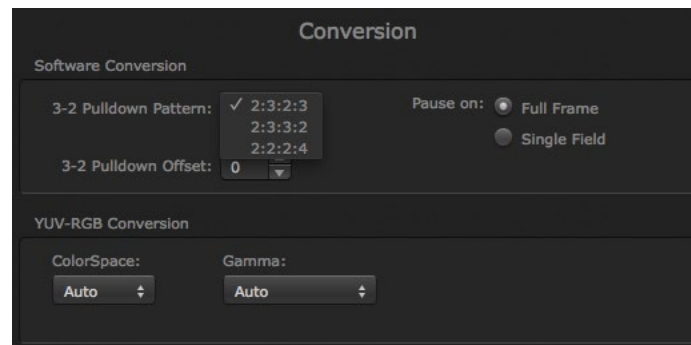 Conversion
Software Conversion
3-2 Pulldown Pattern: ✓ 2:3:2:3
2:3:3:2
2:2:2:4
Pause on: Full Frame
Single Field
3-2 Pulldown Offset: 0
YUV-RGB Conversion
ColorSpace: Gamma:
Auto Auto